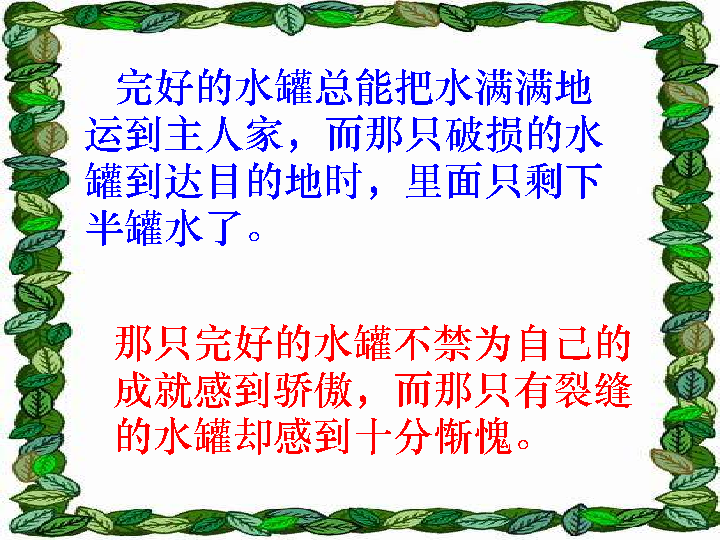 完好的水罐总能把水满满地
运到主人家，而那只破损的水
罐到达目的地时，里面只剩下
半罐水了。
那只完好的水罐不禁为自己的
成就感到骄傲，而那只有裂缝
的水罐却感到十分惭愧。